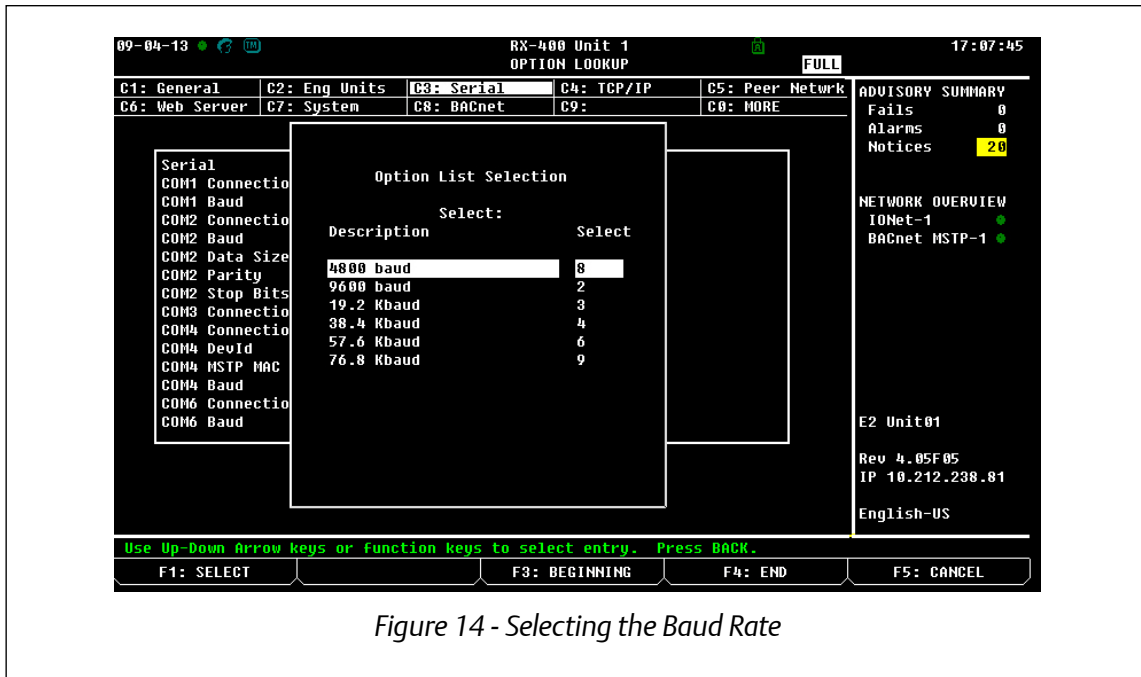 09-04-13 TM RX-400 Unit 1 17:07:45
OPTION LOOKUP FULL
C1: General C2: Eng Units C3: Serial C4: TCP/IP C5: Peer Netwrk
C6: Web Server C7: System C8: BACnet C9: C0: MORE
ADVISORY SUMMARY
Fails 0
Alarms 0
Notices 20
NETWORK OVERVIEW
IONet-1
BACnet MSTP-1
E2 Unit01
Rev 4.05F05
IP 10.212.238.81
English-US
Serial
COM1 Connectio
COM1 Baud
COM2 Connectio
COM2 Baud
COM2 Data Size
COM2 Parity
COM2 Stop Bits
COM3 Connectio
COM4 Connectio
COM4 DevId
COM4 MSTP MAC
COM4 Baud
COM6 Connectio
COM6 Baud
Option List Selection
Select:
Description Select
4800 baud 8
9600 baud 2
19.2 Kbaud 3
38.4 Kbaud 4
57.6 Kbaud 6
76.8 Kbaud 9
Use Up-Down Arrow keys or function keys to select entry. Press BACK.
F1: SELECT F3: BEGINNING F4: END F5: CANCEL
Figure 14 - Selecting the Baud Rate